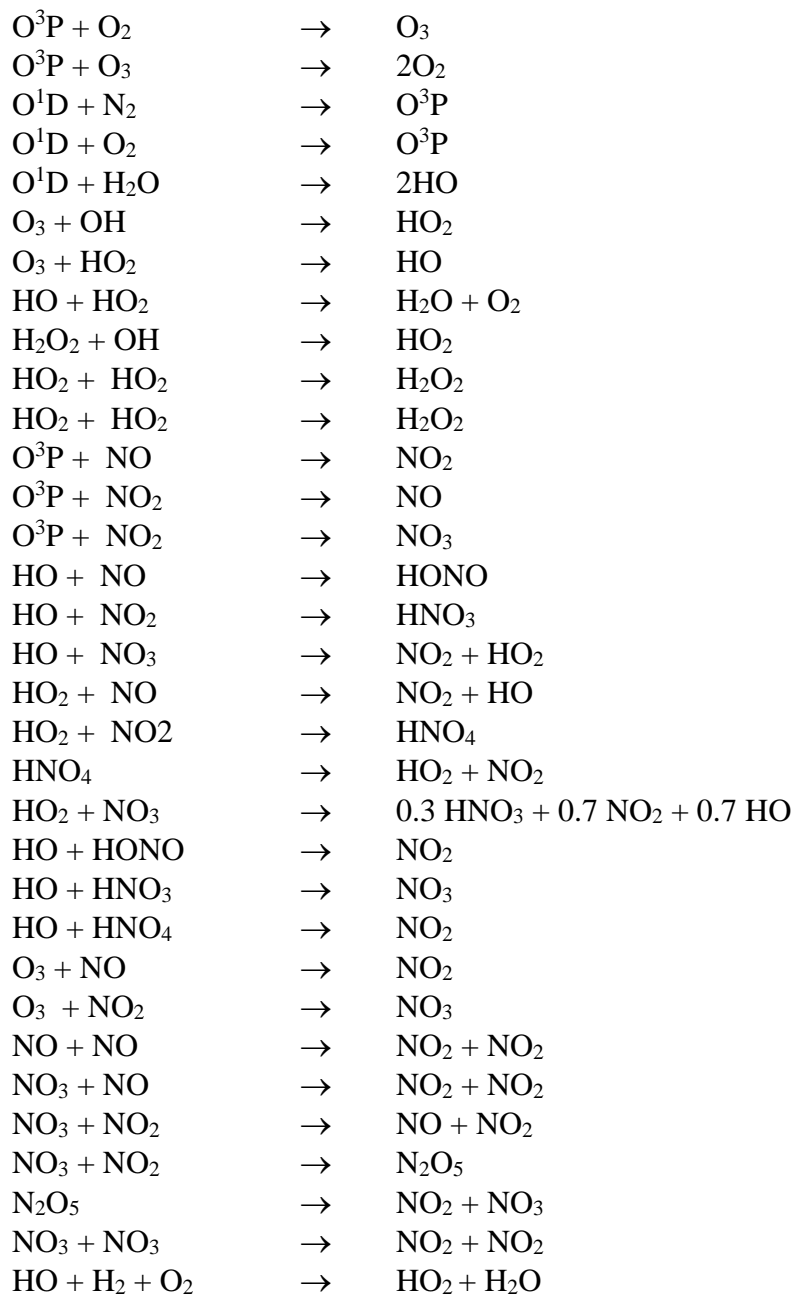 O³P + O₂ → O₃
O³P + O₃ → 2O₂
O¹D + N₂ → O³P
O¹D + O₂ → O³P
O¹D + H₂O → 2HO
O₃ + OH → HO₂
O₃ + HO₂ → HO
HO + HO₂ → H₂O + O₂
H₂O₂ + OH → HO₂
HO₂ + HO₂ → H₂O₂
HO₂ + HO₂ → H₂O₂
O³P + NO → NO₂
O³P + NO₂ → NO
O³P + NO₂ → NO₃
HO + NO → HONO
HO + NO₂ → HNO₃
HO + NO₃ → NO₂ + HO₂
HO₂ + NO → NO₂ + HO
HO₂ + NO2 → HNO₄
HNO₄ → HO₂ + NO₂
HO₂ + NO₃ → 0.3 HNO₃ + 0.7 NO₂ + 0.7 HO
HO + HONO → NO₂
HO + HNO₃ → NO₃
HO + HNO₄ → NO₂
O₃ + NO → NO₂
O₃ + NO₂ → NO₃
NO + NO → NO₂ + NO₂
NO₃ + NO → NO₂ + NO₂
NO₃ + NO₂ → NO + NO₂
NO₃ + NO₂ → N₂O₅
N₂O₅ → NO₂ + NO₃
NO₃ + NO₃ → NO₂ + NO₂
HO + H₂ + O₂ → HO₂ + H₂O